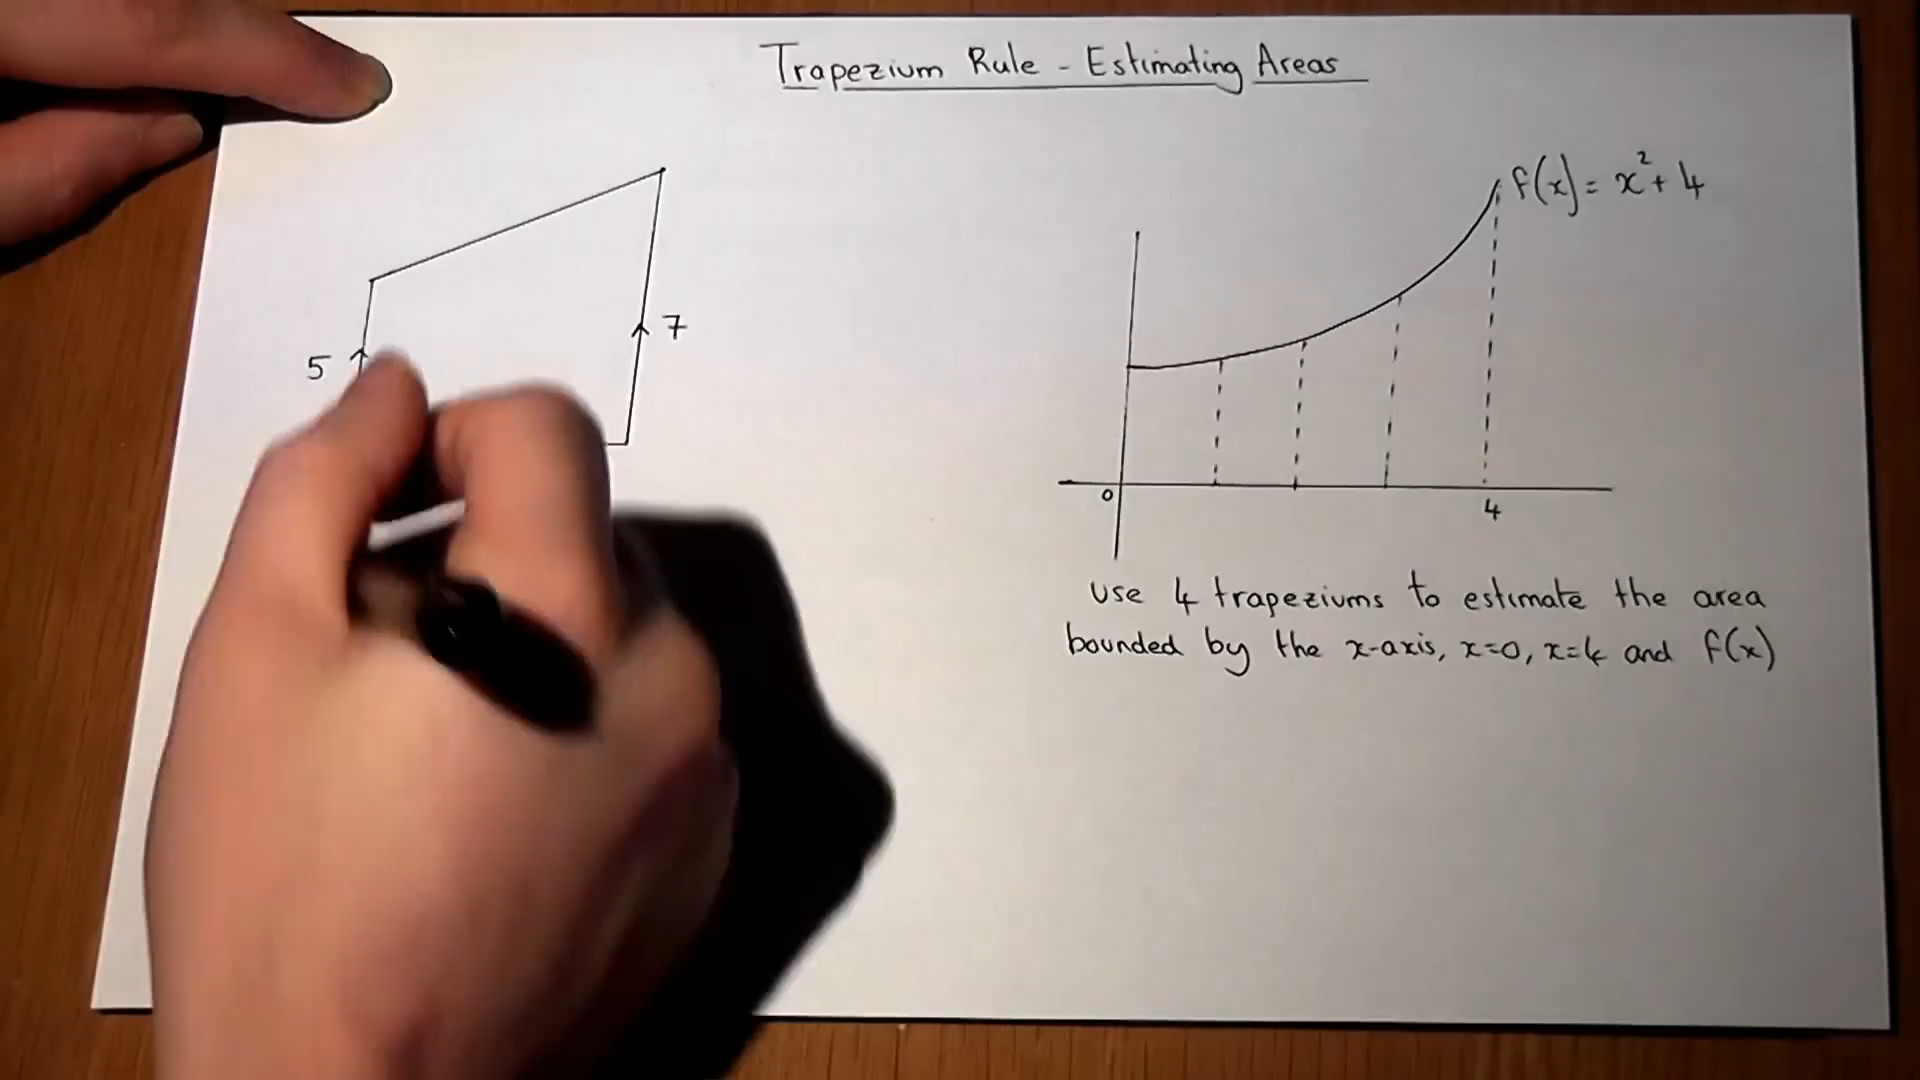 Trapezium Rule - Estimating Areas
f(x) = x² + 4
7
5
0
4
use 4 trapeziums to estimate the area
bounded by the x-axis, x=0, x=4 and f(x)